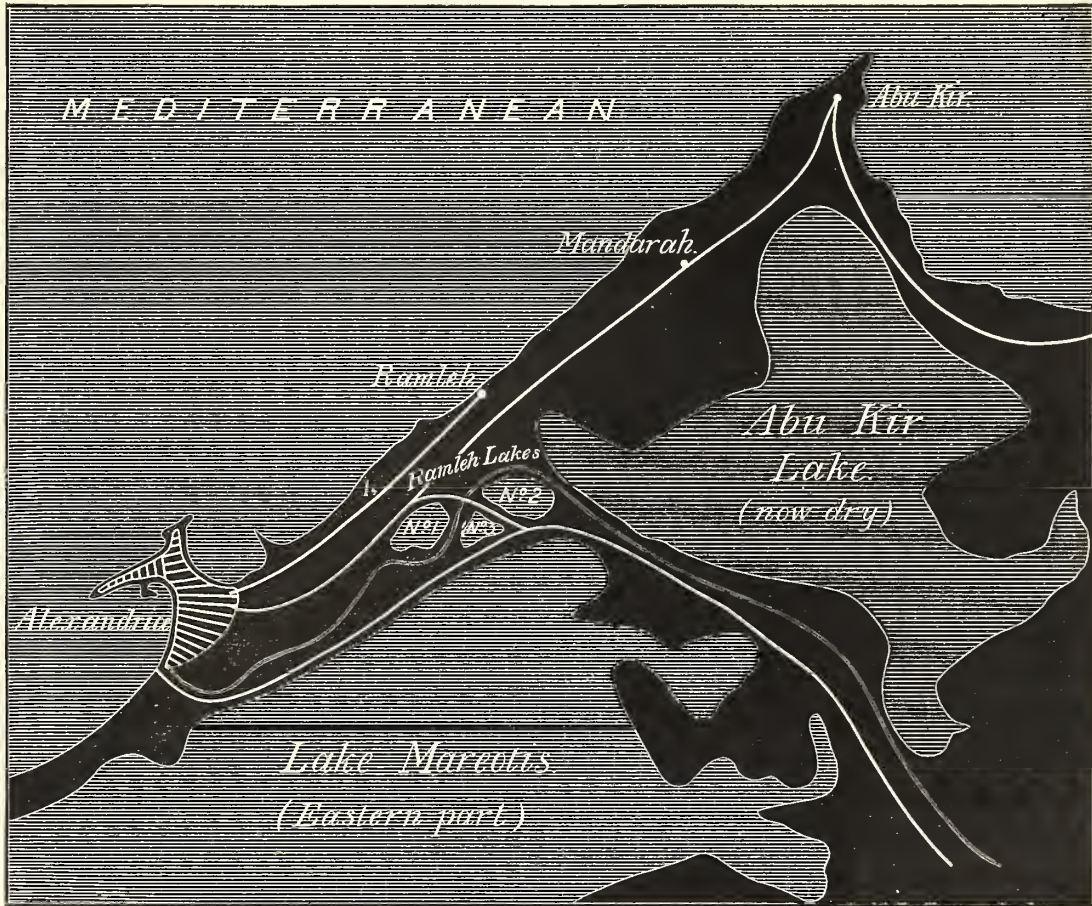 MEDITERRANEAN
Abu Kir.
Mandarah.
Ramleh.
Ramleh Lakes
Nº2
Nº1
Nº3
Abu Kir
Lake.
(now dry)
Alexandria
Lake Mareotis.
(Eastern part)